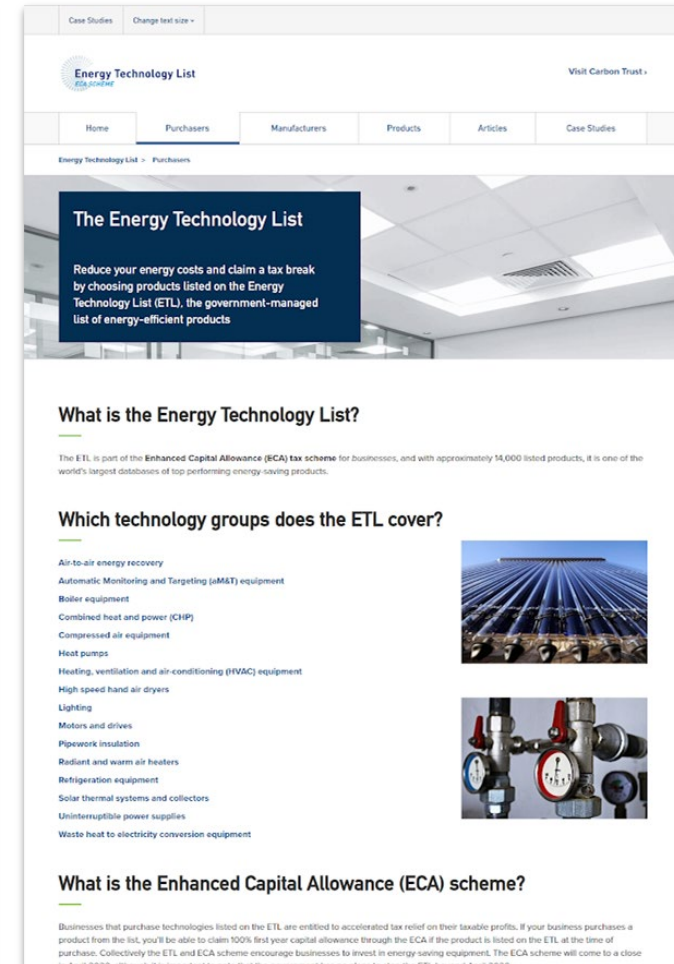 Case Studies
Change text size
Energy Technology List
ECA SCHEME
Visit Carbon Trust ›
Home
Purchasers
Manufacturers
Products
Articles
Case Studies
Energy Technology List > Purchasers
The Energy Technology List
Reduce your energy costs and claim a tax break
by choosing products listed on the Energy
Technology List (ETL), the government-managed
list of energy-efficient products
What is the Energy Technology List?
The ETL is part of the Enhanced Capital Allowance (ECA) tax scheme for businesses, and with approximately 14,000 listed products, it is one of the
world's largest databases of top performing energy-saving products.
Which technology groups does the ETL cover?
Air-to-air energy recovery
Automatic Monitoring and Targeting (aM&T) equipment
Boiler equipment
Combined heat and power (CHP)
Compressed air equipment
Heat pumps
Heating, ventilation and air-conditioning (HVAC) equipment
High speed hand air dryers
Lighting
Motors and drives
Pipework insulation
Radiant and warm air heaters
Refrigeration equipment
Solar thermal systems and collectors
Uninterruptible power supplies
Waste heat to electricity conversion equipment
What is the Enhanced Capital Allowance (ECA) scheme?
Businesses that purchase technologies listed on the ETL are entitled to accelerated tax relief on their taxable profits. If your business purchases a
product from the list, you'll be able to claim 100% first year capital allowance through the ECA if the product is listed on the ETL at the time of
purchase. Collectively the ETL and ECA scheme encourage businesses to invest in energy-saving equipment. The ECA scheme will come to a close